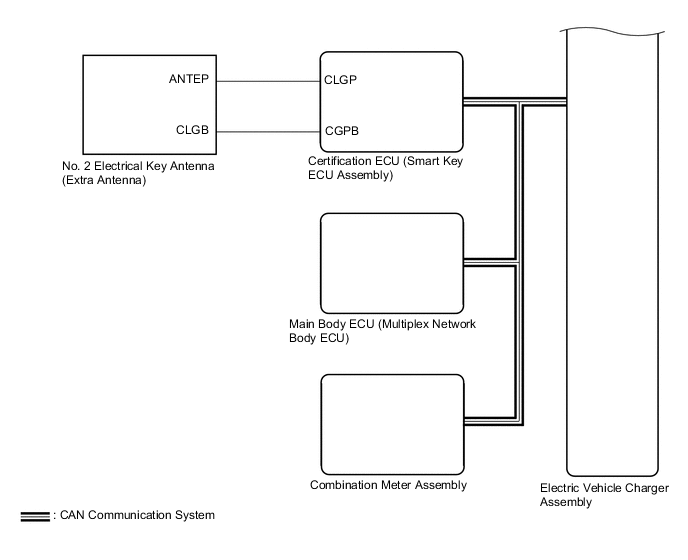 ANTEP
CLGP
CLGB
CGPB
No. 2 Electrical Key Antenna
(Extra Antenna)
Certification ECU (Smart Key
ECU Assembly)
Main Body ECU (Multiplex Network
Body ECU)
Combination Meter Assembly
Electric Vehicle Charger
Assembly
: CAN Communication System